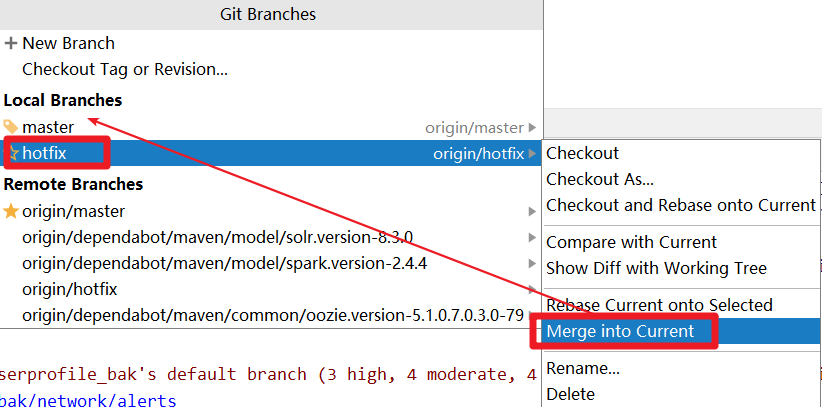 Git Branches
New Branch
Checkout Tag or Revision...
Local Branches
master origin/master
hotfix origin/hotfix
Remote Branches
origin/master
origin/dependabot/maven/model/solr.version-8.3.0
origin/dependabot/maven/model/spark.version-2.4.4
origin/hotfix
origin/dependabot/maven/common/oozie.version-5.1.0.7.0.3.0-79
Checkout
Checkout As...
Checkout and Rebase onto Current
Compare with Current
Show Diff with Working Tree
Rebase Current onto Selected
Merge into Current
Rename...
Delete
serprofile_bak's default branch (3 high, 4 moderate, 4
bak/network/alerts